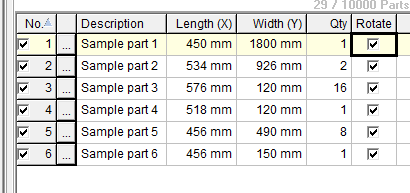 29 / 10000 Parts
No. Description Length (X) Width (Y) Qty Rotate
1 ... Sample part 1 450 mm 1800 mm 1
2 ... Sample part 2 534 mm 926 mm 2
3 ... Sample part 3 576 mm 120 mm 16
4 ... Sample part 4 518 mm 120 mm 1
5 ... Sample part 5 456 mm 490 mm 8
6 ... Sample part 6 456 mm 150 mm 1